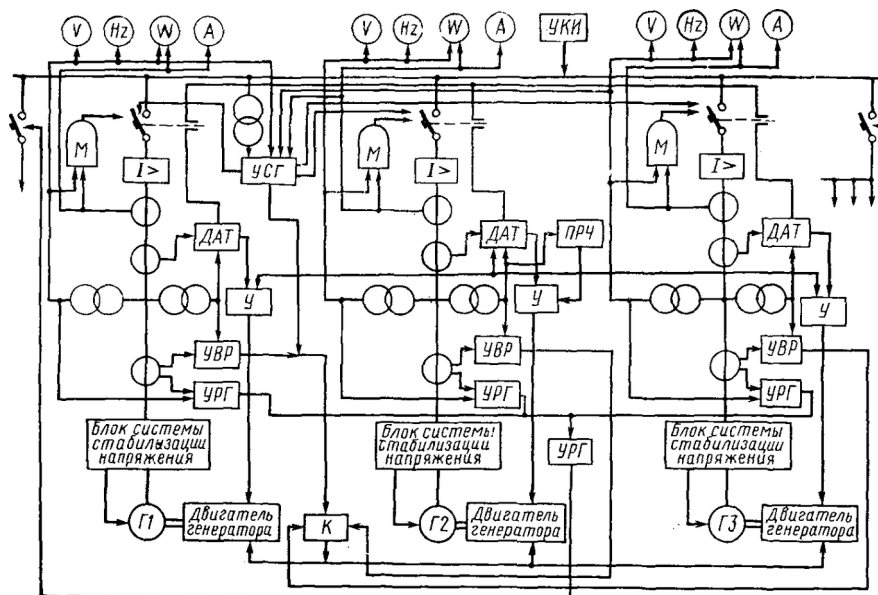 V Hz W A V Hz W A УКИ V Hz W A
М М М
I> УСГ I> I>
ДАТ ДАТ ПРЧ ДАТ
У У У
УВР УВР УВР
УРГ УРГ УРГ
Блок системы Блок системы Блок системы
стабилизации стабилизации стабилизации
напряжения напряжения УРГ напряжения
Г1 Двигатель К Г2 Двигатель Г3 Двигатель
генератора генератора генератора